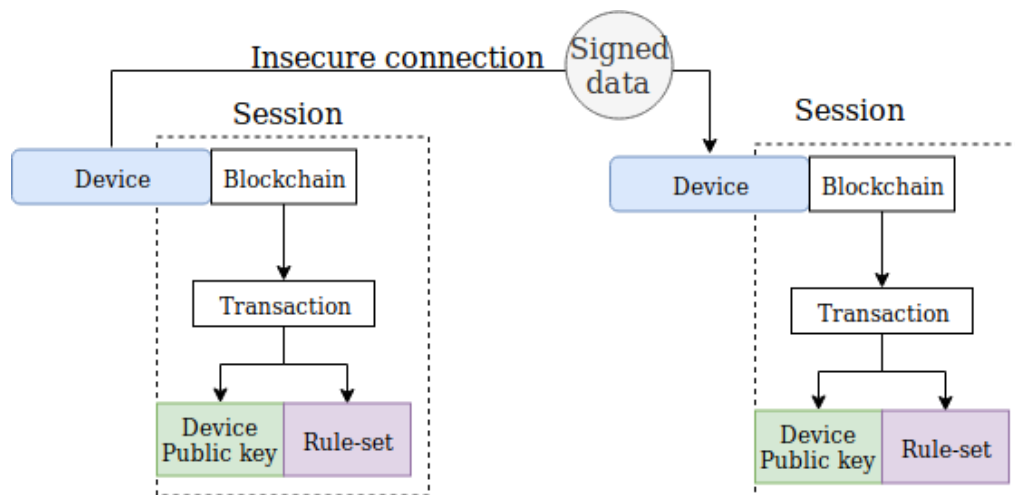 Insecure connection
Signed
data
Session
Session
Device
Blockchain
Device
Blockchain
Transaction
Transaction
Device
Public key
Rule-set
Device
Public key
Rule-set